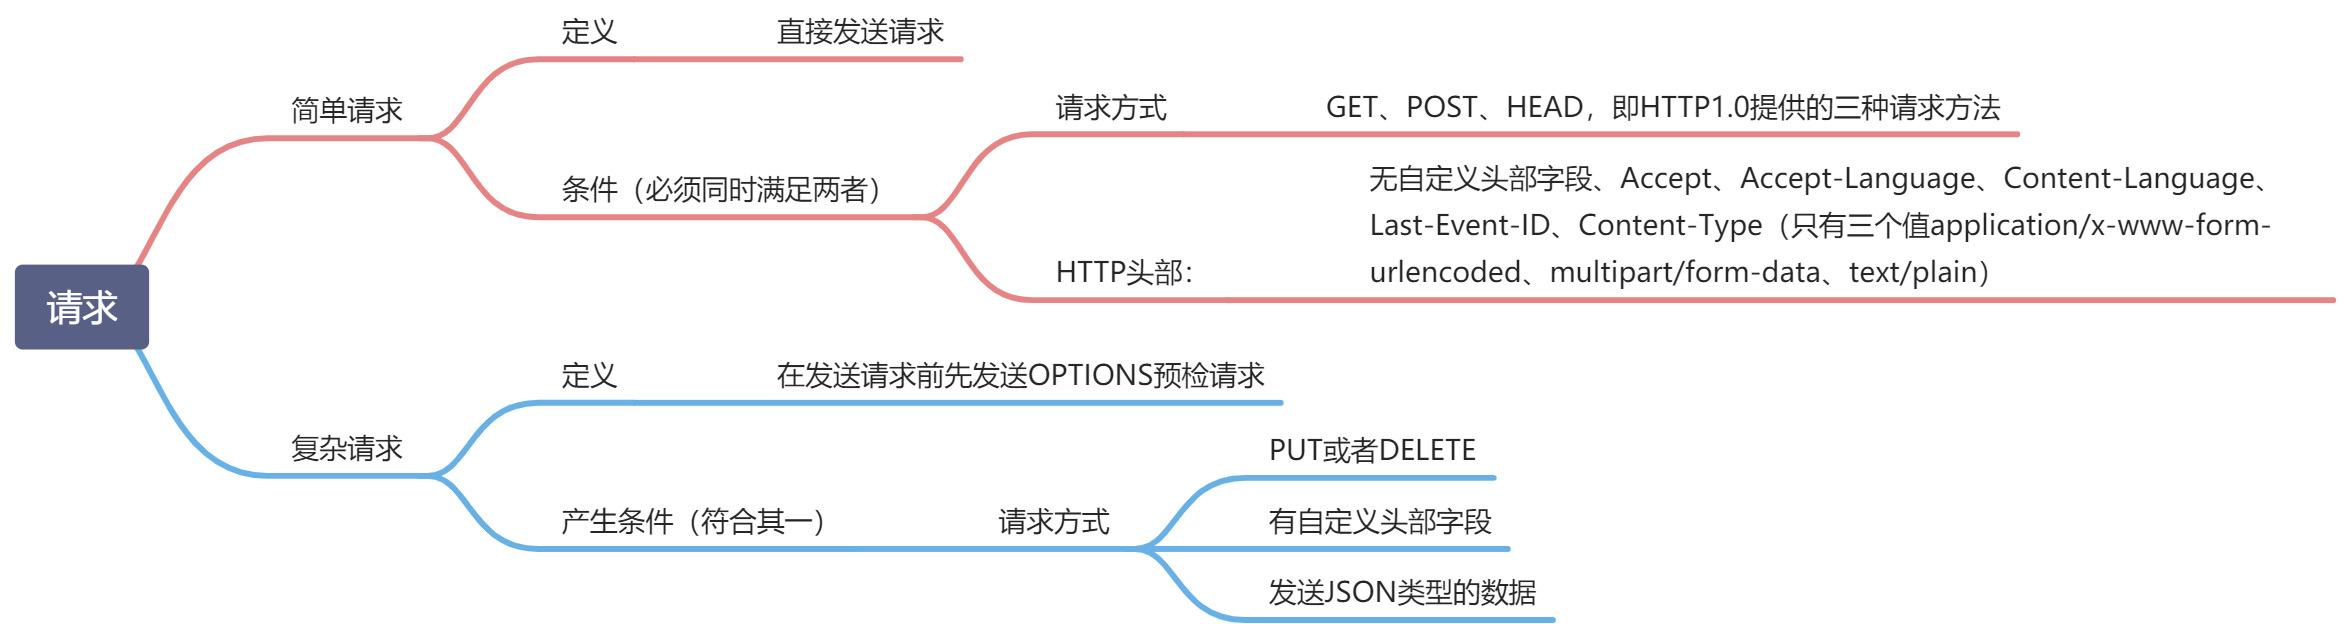 请求
简单请求
定义
直接发送请求
条件（必须同时满足两者）
请求方式
GET、POST、HEAD，即HTTP1.0提供的三种请求方法
HTTP头部：
无自定义头部字段、Accept、Accept-Language、Content-Language、
Last-Event-ID、Content-Type（只有三个值application/x-www-form-
urlencoded、multipart/form-data、text/plain）
复杂请求
定义
在发送请求前先发送OPTIONS预检请求
产生条件（符合其一）
请求方式
PUT或者DELETE
有自定义头部字段
发送JSON类型的数据